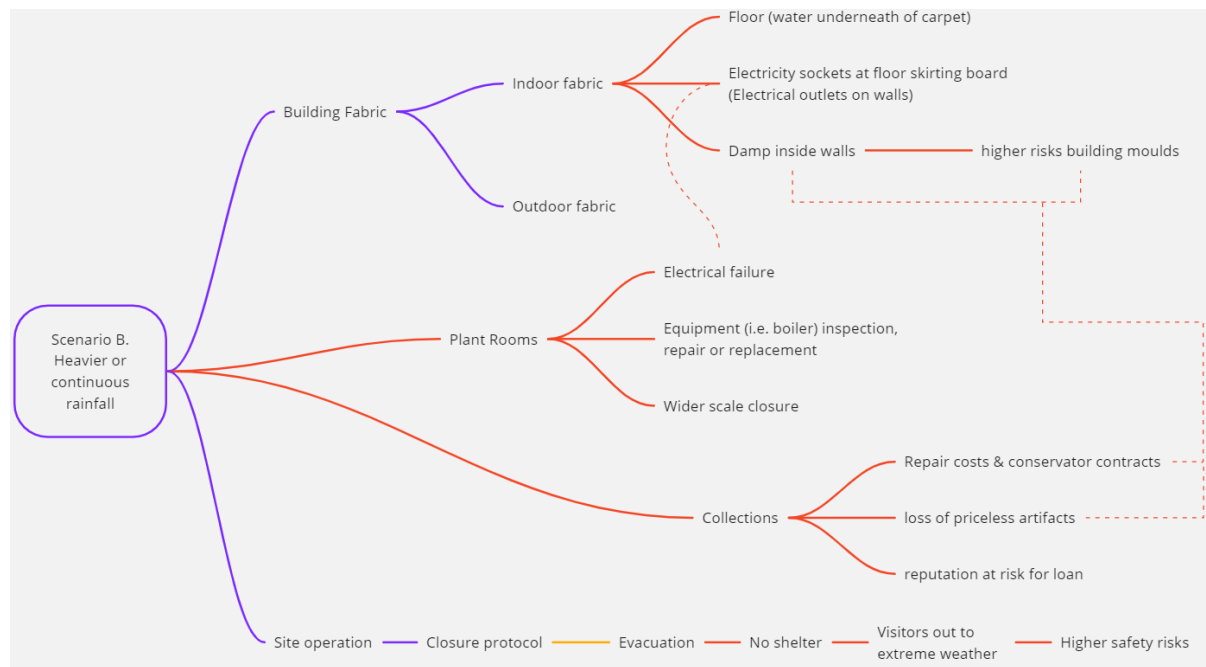 Floor (water underneath of carpet)
Indoor fabric
Electricity sockets at floor skirting board
(Electrical outlets on walls)
Building Fabric
Damp inside walls
higher risks building moulds
Outdoor fabric
Electrical failure
Scenario B.
Heavier or
continuous
rainfall
Plant Rooms
Equipment (i.e. boiler) inspection,
repair or replacement
Wider scale closure
Repair costs & conservator contracts
Collections
loss of priceless artifacts
reputation at risk for loan
Site operation
Closure protocol
Evacuation
No shelter
Visitors out to
extreme weather
Higher safety risks